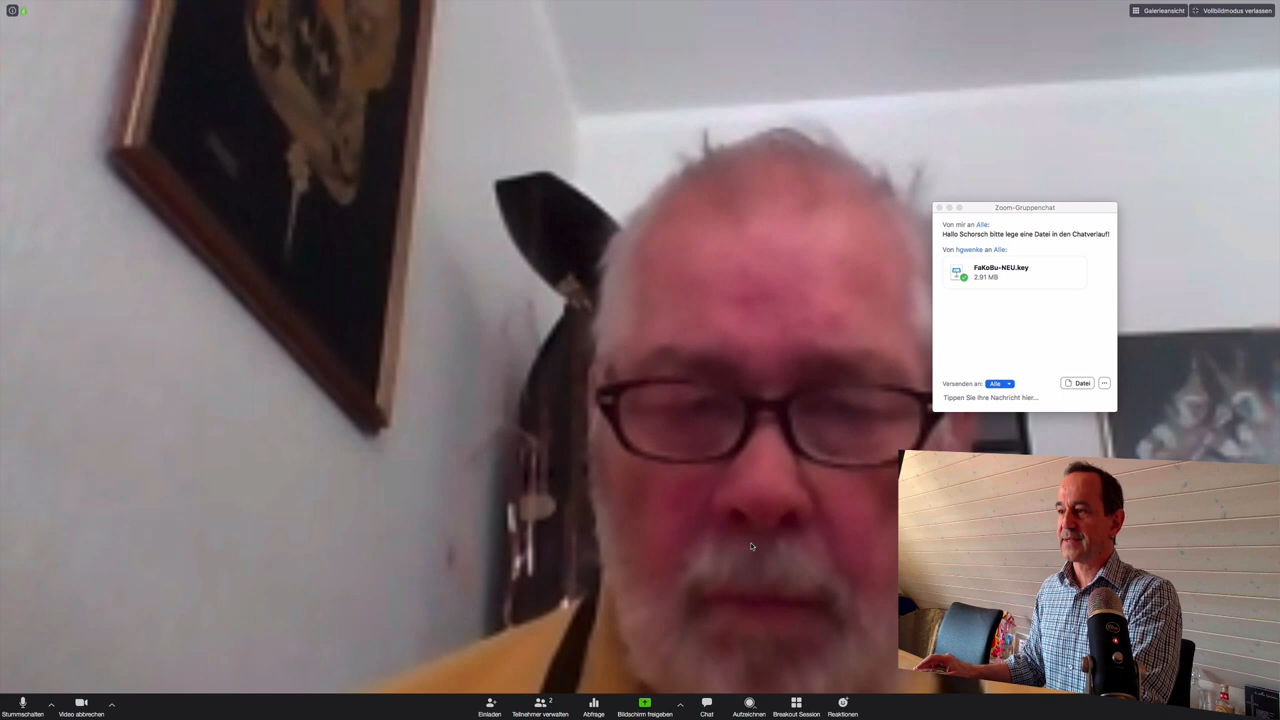 Galerieansicht
Vollbildmodus verlassen
Zoom-Gruppenchat
Von mir an Alle:
Hallo Schorsch bitte lege eine Datei in den Chatverlauf!
Von hgwenke an Alle:
FaKoBu-NEU.key
2.91 MB
Versenden an: Alle
Datei
Tippen Sie Ihre Nachricht hier...
Stummschalten
Video abbrechen
Einladen
Teilnehmer verwalten
2
Abfrage
Bildschirm freigeben
Chat
Aufzeichnen
Breakout Session
Reaktionen